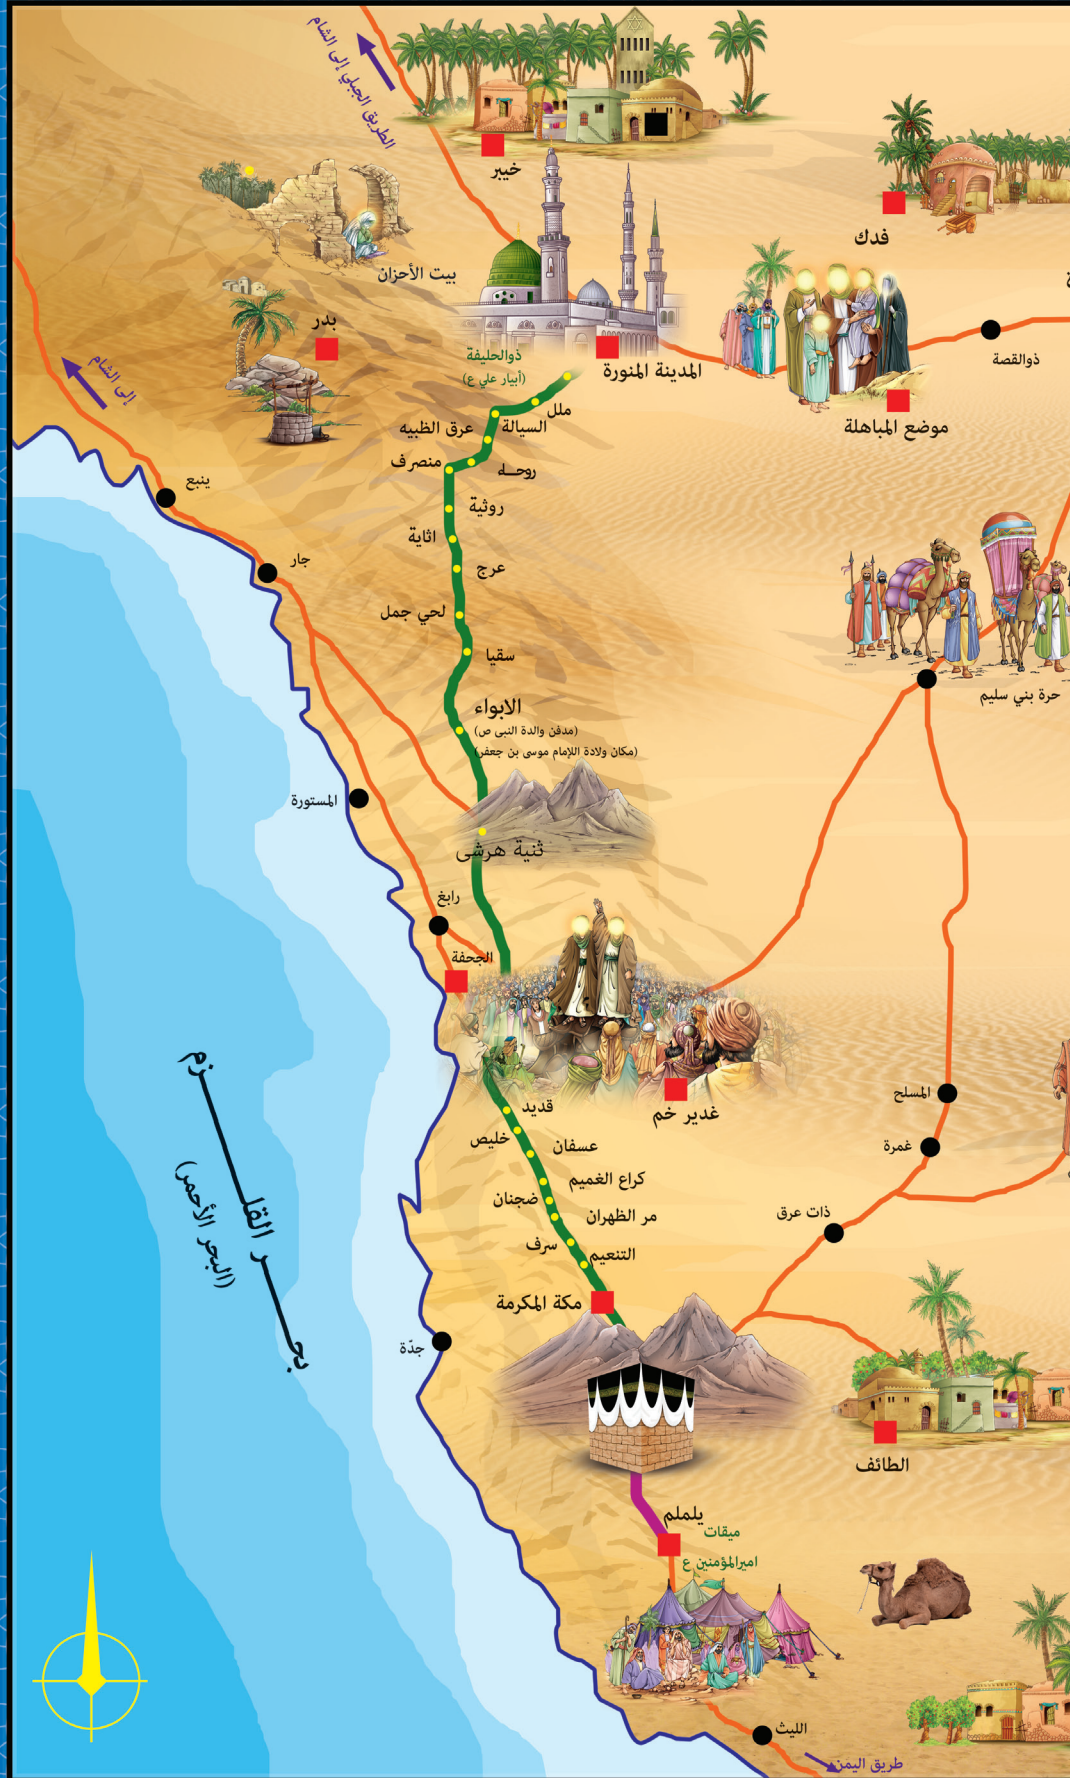 الطريق الجبلي إلى الشام
خيبر
فدك
بيت الأحزان
بدر
ذوالحليفة
(أبيار علي ع)
المدينة المنورة
ذوالقصة
موضع المباهلة
إلى الشام
ملل
السيالة
عرق الظبيه
منصرف
روحـاء
روثية
اثاية
عرج
لحي جمل
سقيا
ينبع
جار
حرة بني سليم
الابواء
(مدفن والدة النبى ص)
(مكان ولادة اللإمام موسى بن جعفر)
المستورة
ثنية هرشى
رابغ
الجحفة
غدير خم
المسلح
غمرة
ذات عرق
قديد
خليص
عسفان
كراع الغميم
ضجنان
مر الظهران
سرف
التنعيم
مكة المكرمة
بحر القلزم
(البحر الأحمر)
جدّة
الطائف
يلملم
ميقات
اميرالمؤمنين ع
الليث
طريق اليمن